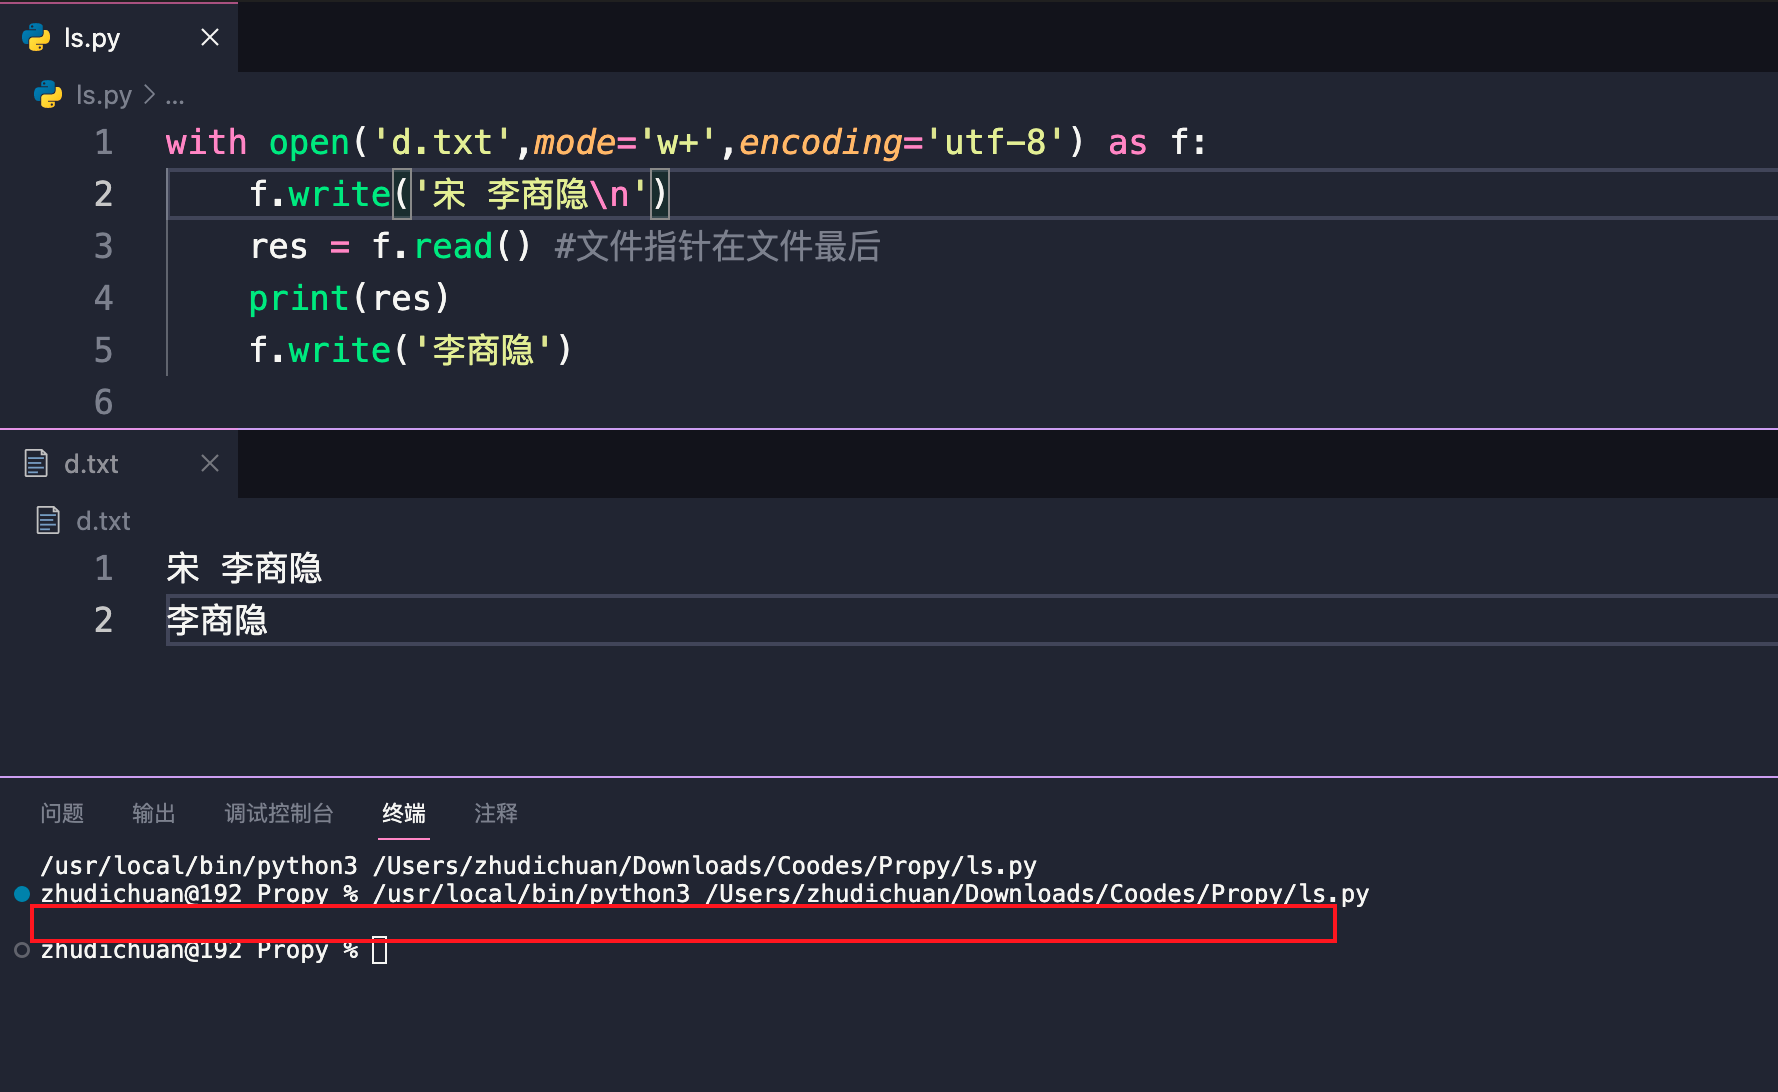 ls.py
ls.py > ...
1 with open('d.txt',mode='w+',encoding='utf-8') as f:
2     f.write('宋 李商隐\n')
3     res = f.read() #文件指针在文件最后
4     print(res)
5     f.write('李商隐')
6
d.txt
d.txt
1 宋 李商隐
2 李商隐
问题 输出 调试控制台 终端 注释
/usr/local/bin/python3 /Users/zhudichuan/Downloads/Coodes/Propy/ls.py
zhudichuan@192 Propy % /usr/local/bin/python3 /Users/zhudichuan/Downloads/Coodes/Propy/ls.py
zhudichuan@192 Propy %